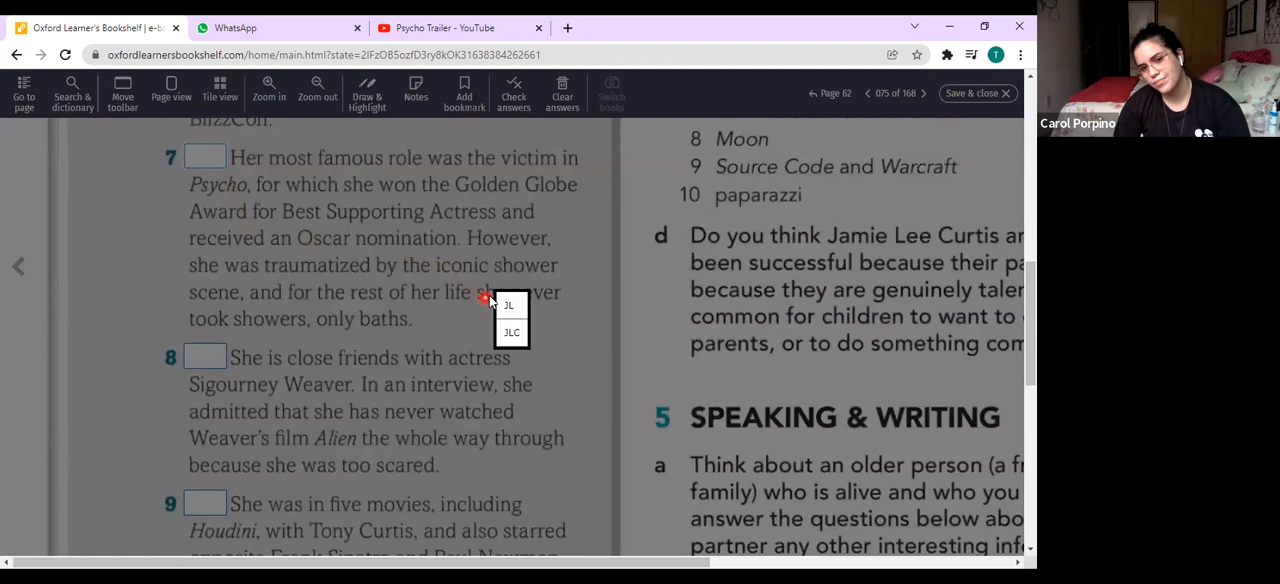 Oxford Learner's Bookshelf | e-b
WhatsApp
Psycho Trailer - YouTube
oxfordlearnersbookshelf.com/home/main.html?state=2IFzOB5ozfD3ry8kOK31638384262661
T
Go to page
Search & dictionary
Move toolbar
Page view
Tile view
Zoom in
Zoom out
Draw & Highlight
Notes
Add bookmark
Check answers
Clear answers
Switch books
Page 62
075 of 168
Save & close
Carol Porpino
BlizzCon.
7 Her most famous role was the victim in
Psycho, for which she won the Golden Globe
Award for Best Supporting Actress and
received an Oscar nomination. However,
she was traumatized by the iconic shower
scene, and for the rest of her life
took showers, only baths.
JL
JLC
8 She is close friends with actress
Sigourney Weaver. In an interview, she
admitted that she has never watched
Weaver's film Alien the whole way through
because she was too scared.
9 She was in five movies, including
Houdini, with Tony Curtis, and also starred
opposite Frank Sinatra and Paul Newman
8 Moon
9 Source Code and Warcraft
10 paparazzi
d Do you think Jamie Lee Curtis
been successful because their
because they are genuinely
common for children to want to
parents, or to do something
5 SPEAKING & WRITING
a Think about an older person (a
family) who is alive and who you
answer the questions below
partner any other interesting